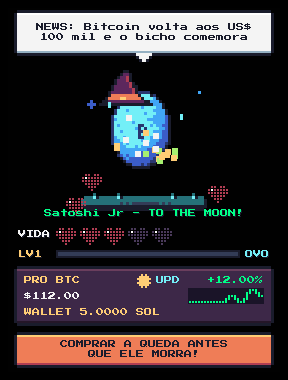 NEWS: Bitcoin volta aos US$
100 mil e o bicho comemora
Satoshi Jr - TO THE MOON!
VIDA
LV1 OVO
PRO BTC UPD +12.00%
$112.00
WALLET 5.0000 SOL
COMPRAR A QUEDA ANTES
QUE ELE MORRA!